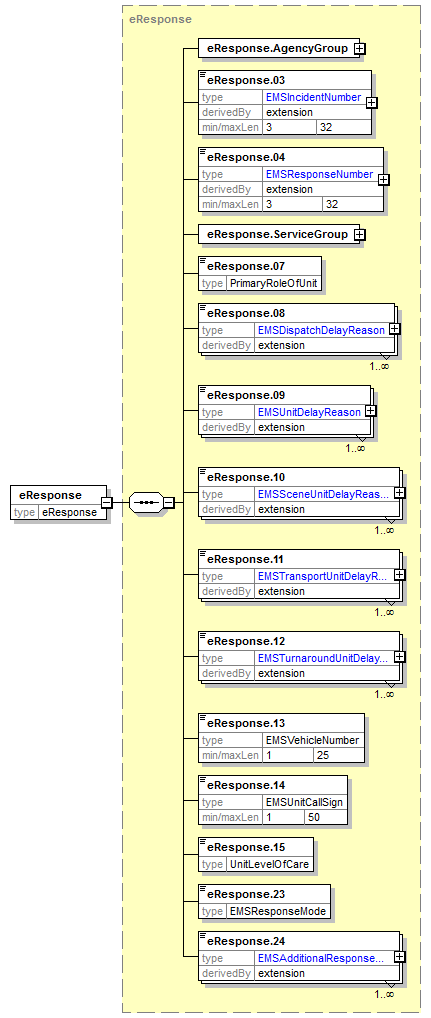 eResponse
eResponse.AgencyGroup
eResponse.03
type EMSIncidentNumber
derivedBy extension
min/maxLen 3 32
eResponse.04
type EMSResponseNumber
derivedBy extension
min/maxLen 3 32
eResponse.ServiceGroup
eResponse.07
type PrimaryRoleOfUnit
eResponse.08
type EMSDispatchDelayReason
derivedBy extension
1..∞
eResponse.09
type EMSUnitDelayReason
derivedBy extension
1..∞
eResponse
type eResponse
eResponse.10
type EMSSceneUnitDelayReas...
derivedBy extension
1..∞
eResponse.11
type EMSTransportUnitDelayR...
derivedBy extension
1..∞
eResponse.12
type EMSTurnaroundUnitDelay...
derivedBy extension
1..∞
eResponse.13
type EMSVehicleNumber
min/maxLen 1 25
eResponse.14
type EMSUnitCallSign
min/maxLen 1 50
eResponse.15
type UnitLevelOfCare
eResponse.23
type EMSResponseMode
eResponse.24
type EMSAdditionalResponse...
derivedBy extension
1..∞